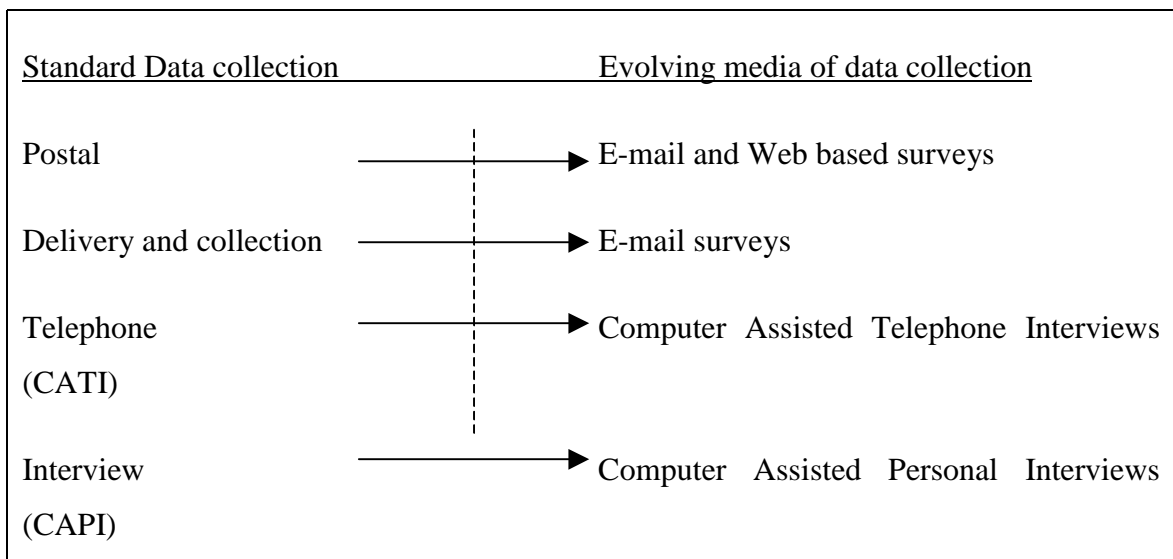 Standard Data collection Evolving media of data collection
Postal E-mail and Web based surveys
Delivery and collection E-mail surveys
Telephone Computer Assisted Telephone Interviews
(CATI)
Interview Computer Assisted Personal Interviews
(CAPI)